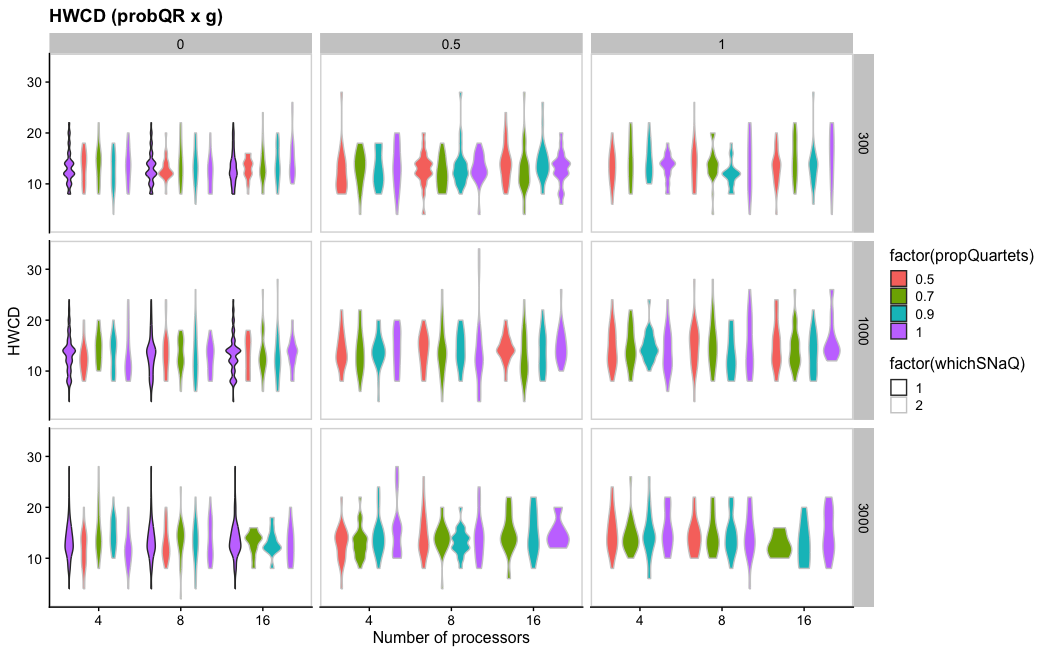 HWCD (probQR x g)
0 0.5 1
30
20
10
300
HWCD
30
20
10
1000
30
20
10
3000
4 8 16 4 8 16 4 8 16
Number of processors
factor(propQuartets)
0.5
0.7
0.9
1
factor(whichSNaQ)
1
2